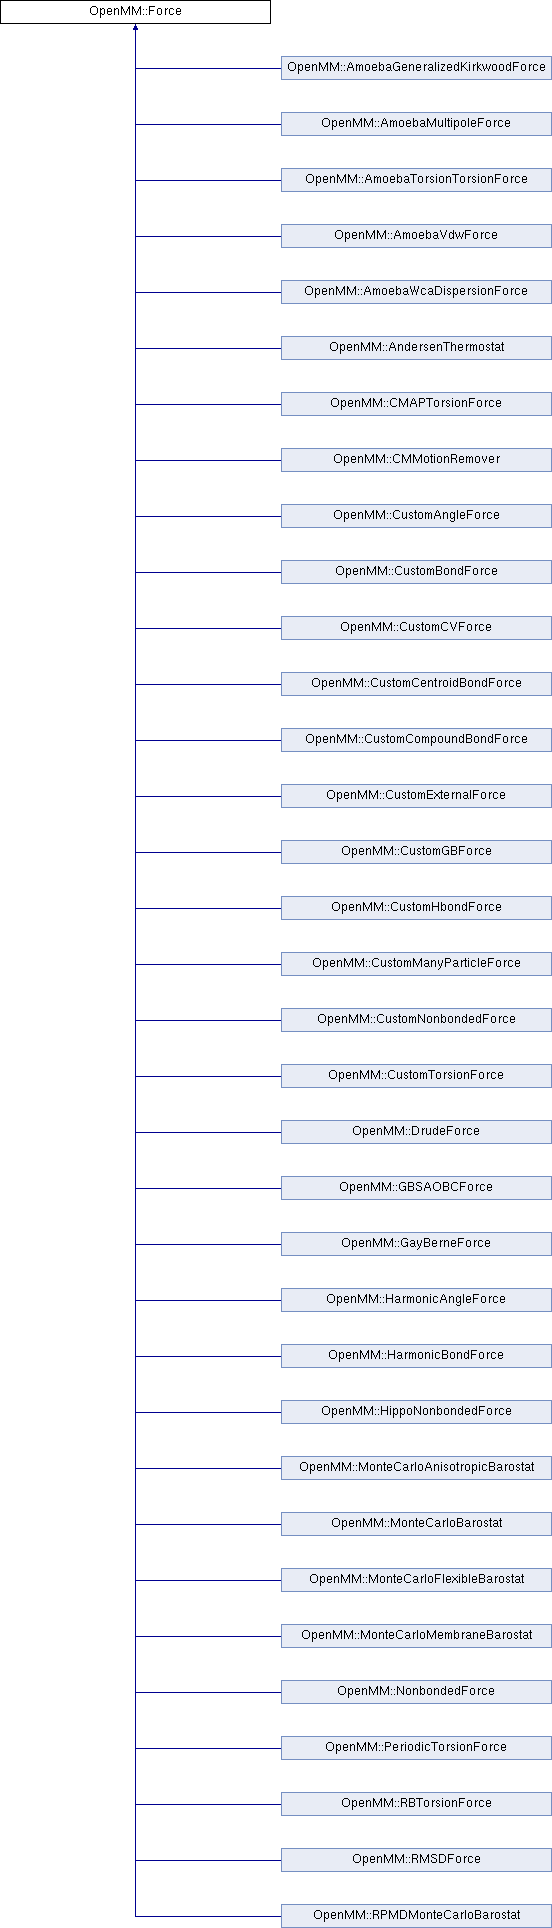 OpenMM::Force
OpenMM::AmoebaGeneralizedKirkwoodForce
OpenMM::AmoebaMultipoleForce
OpenMM::AmoebaTorsionTorsionForce
OpenMM::AmoebaVdwForce
OpenMM::AmoebaWcaDispersionForce
OpenMM::AndersenThermostat
OpenMM::CMAPTorsionForce
OpenMM::CMMotionRemover
OpenMM::CustomAngleForce
OpenMM::CustomBondForce
OpenMM::CustomCVForce
OpenMM::CustomCentroidBondForce
OpenMM::CustomCompoundBondForce
OpenMM::CustomExternalForce
OpenMM::CustomGBForce
OpenMM::CustomHbondForce
OpenMM::CustomManyParticleForce
OpenMM::CustomNonbondedForce
OpenMM::CustomTorsionForce
OpenMM::DrudeForce
OpenMM::GBSAOBCForce
OpenMM::GayBerneForce
OpenMM::HarmonicAngleForce
OpenMM::HarmonicBondForce
OpenMM::HippoNonbondedForce
OpenMM::MonteCarloAnisotropicBarostat
OpenMM::MonteCarloBarostat
OpenMM::MonteCarloFlexibleBarostat
OpenMM::MonteCarloMembraneBarostat
OpenMM::NonbondedForce
OpenMM::PeriodicTorsionForce
OpenMM::RBTorsionForce
OpenMM::RMSDForce
OpenMM::RPMDMonteCarloBarostat